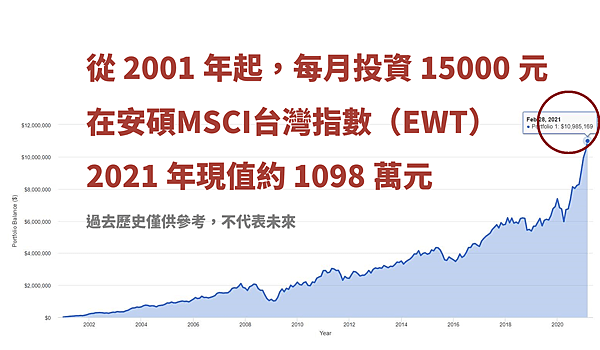 從 2001 年起，每月投資 15000 元
在安碩MSCI台灣指數（EWT）
2021 年現值約 1098 萬元
過去歷史僅供參考，不代表未來
Feb 28, 2021
Portfolio 1: $10,985,169
Portfolio Balance ($)
$12,000,000
$10,000,000
$8,000,000
$6,000,000
$4,000,000
$2,000,000
$0
2002 2004 2006 2008 2010 2012 2014 2016 2018 2020
Year